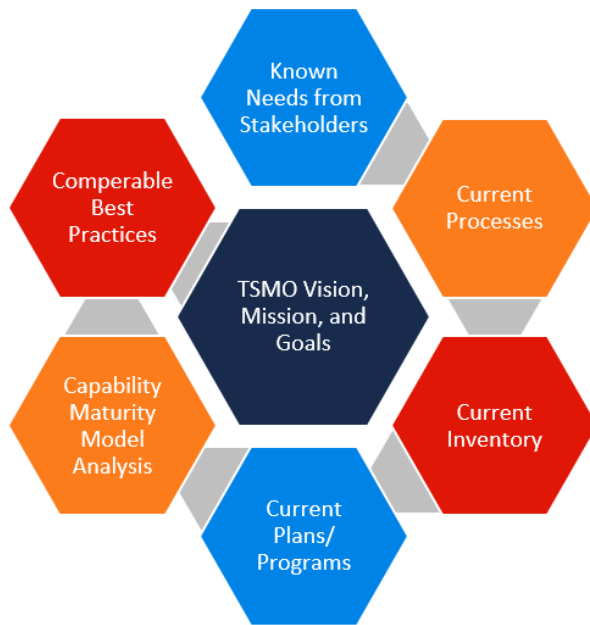 Known
Needs from
Stakeholders
Comperable
Best
Practices
Current
Processes
TSMO Vision,
Mission, and
Goals
Capability
Maturity
Model
Analysis
Current
Inventory
Current
Plans/
Programs